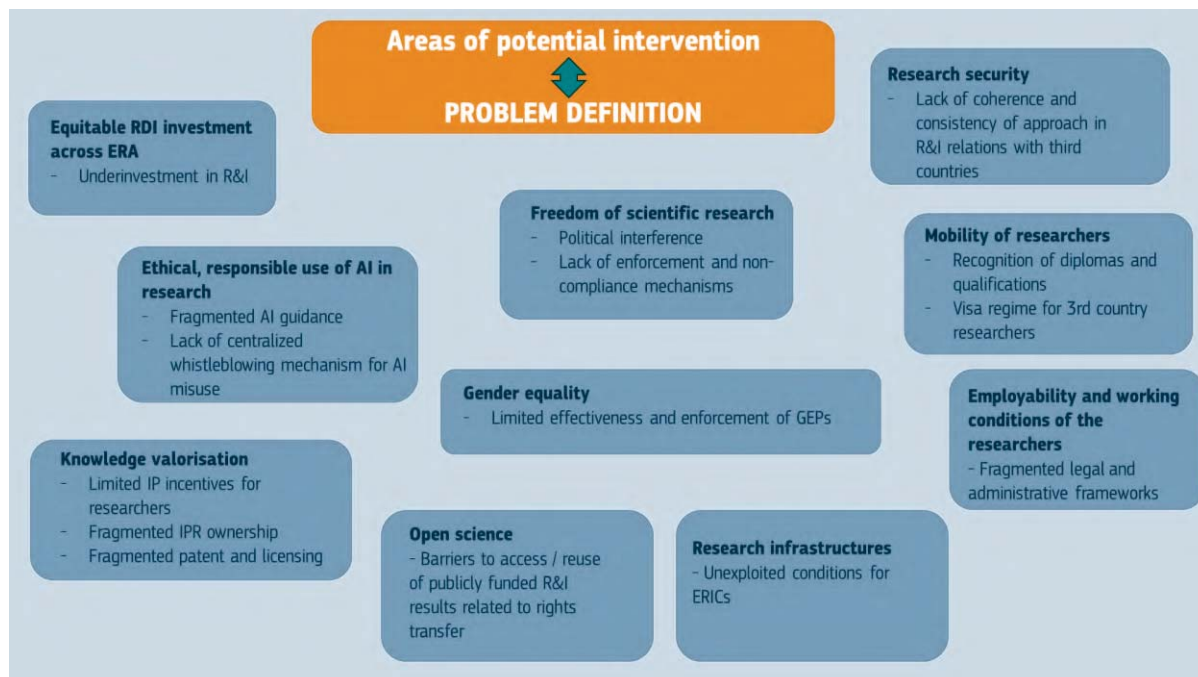 Areas of potential intervention
PROBLEM DEFINITION
Research security
- Lack of coherence and
consistency of approach in
R&I relations with third
countries
Equitable RDI investment
across ERA
- Underinvestment in R&I
Freedom of scientific research
- Political interference
- Lack of enforcement and non-
compliance mechanisms
Mobility of researchers
- Recognition of diplomas and
qualifications
- Visa regime for 3rd country
researchers
Ethical, responsible use of AI in
research
- Fragmented AI guidance
- Lack of centralized
whistleblowing mechanism for AI
misuse
Gender equality
- Limited effectiveness and enforcement of GEPs
Employability and working
conditions of the
researchers
- Fragmented legal and
administrative frameworks
Knowledge valorisation
- Limited IP incentives for
researchers
- Fragmented IPR ownership
- Fragmented patent and licensing
Open science
- Barriers to access / reuse
of publicly funded R&I
results related to rights
transfer
Research infrastructures
- Unexploited conditions for
ERICs